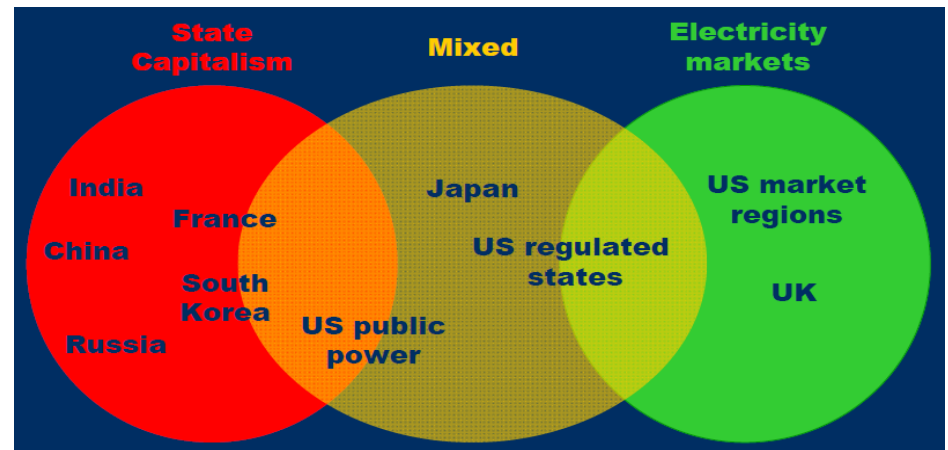 State
Capitalism
Mixed
Electricity
markets
India
France
China
South
Korea
Russia
US public
power
Japan
US regulated
states
US market
regions
UK